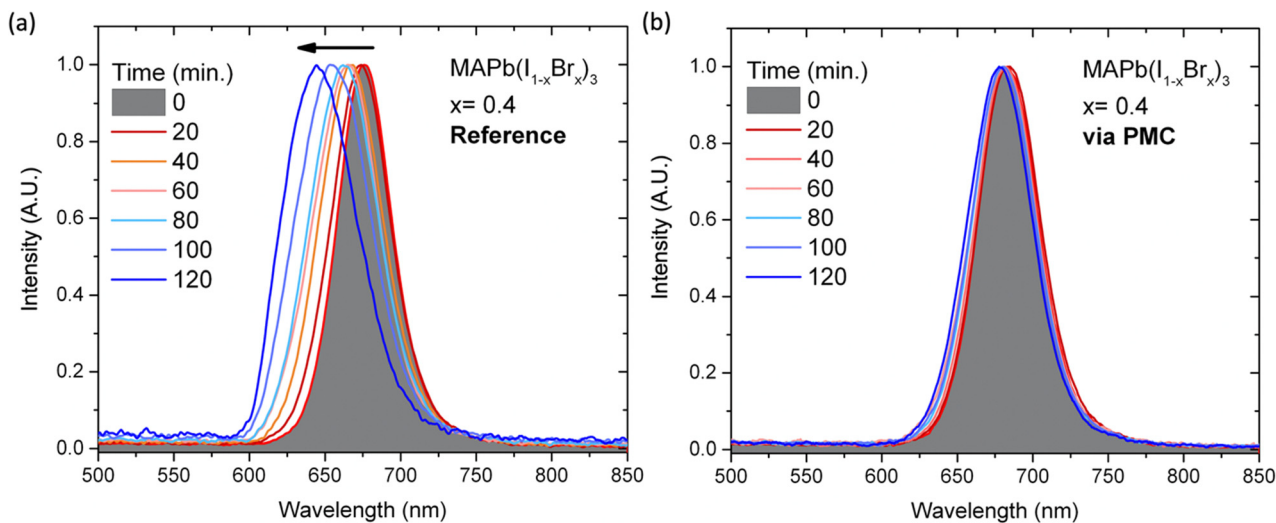 (a)
Time (min.)
0
20
40
60
80
100
120
MAPb(I1-xBrx)3
x= 0.4
Reference
Intensity (A.U.)
1.0
0.8
0.6
0.4
0.2
0.0
500 550 600 650 700 750 800 850
Wavelength (nm)
(b)
Time (min.)
0
20
40
60
80
100
120
MAPb(I1-xBrx)3
x= 0.4
via PMC
Intensity (A.U.)
1.0
0.8
0.6
0.4
0.2
0.0
500 550 600 650 700 750 800 850
Wavelength (nm)